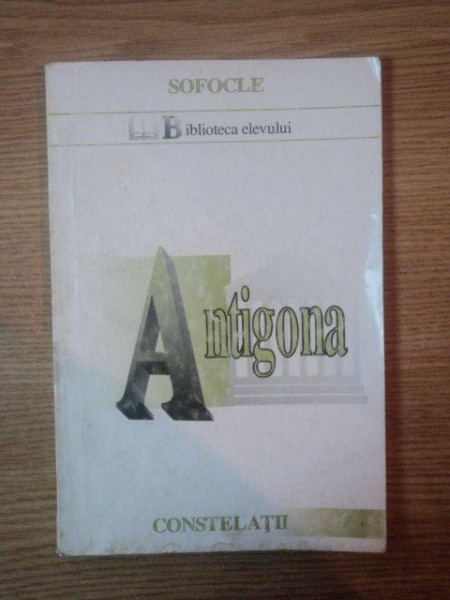 SOFOCLE
Biblioteca elevului
Antigona
CONSTELAȚII